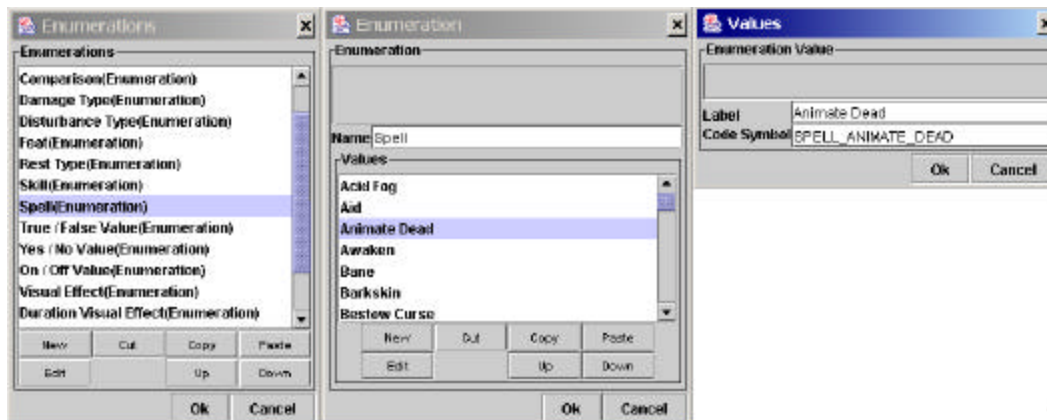 Enumerations
Enumerations
Comparison(Enumeration)
Damage Type(Enumeration)
Disturbance Type(Enumeration)
Feat(Enumeration)
Rest Type(Enumeration)
Skill(Enumeration)
Spell(Enumeration)
True / False Value(Enumeration)
Yes / No Value(Enumeration)
On / Off Value(Enumeration)
Visual Effect(Enumeration)
Duration Visual Effect(Enumeration)
New Cut Copy Paste
Edit Up Down
Ok Cancel
Enumeration
Enumeration
Name Spell
Values
Acid Fog
Aid
Animate Dead
Awaken
Bane
Barkskin
Bestow Curse
New Cut Copy Paste
Edit Up Down
Ok Cancel
Values
Enumeration Value
Label Animate Dead
Code Symbol SPELL_ANIMATE_DEAD
Ok Cancel